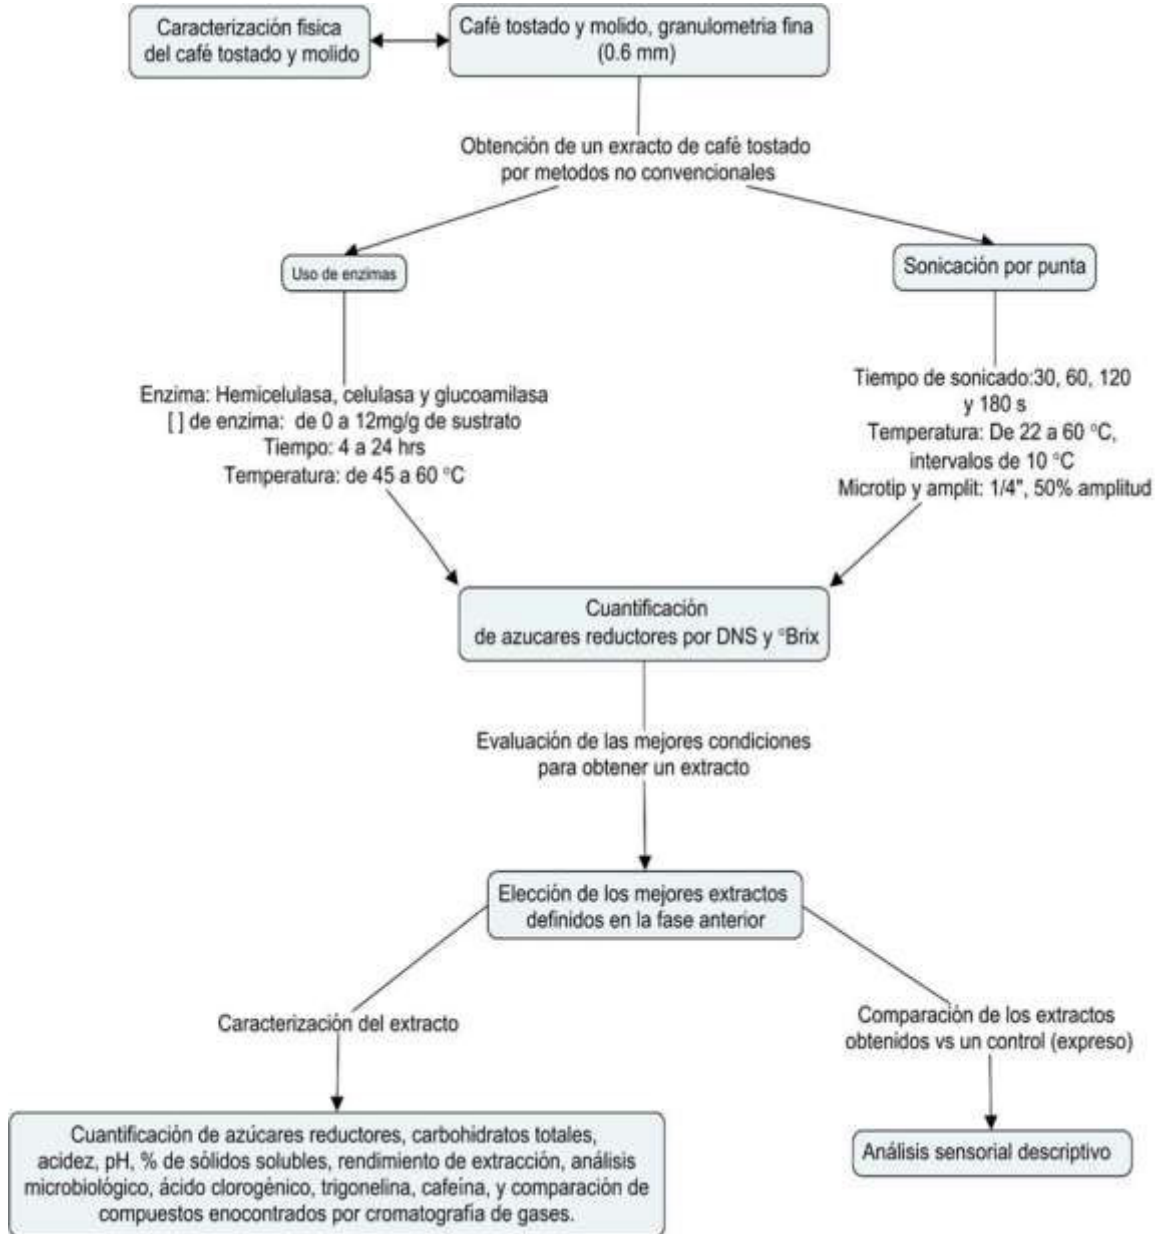 Caracterización fisica
del café tostado y molido
Café tostado y molido, granulometria fina
(0.6 mm)
Obtención de un exracto de café tostado
por metodos no convencionales
Uso de enzimas
Sonicación por punta
Enzima: Hemicelulasa, celulasa y glucoamilasa
[ ] de enzima: de 0 a 12mg/g de sustrato
Tiempo: 4 a 24 hrs
Temperatura: de 45 a 60 °C
Tiempo de sonicado:30, 60, 120
y 180 s
Temperatura: De 22 a 60 °C,
intervalos de 10 °C
Microtip y amplit: 1/4", 50% amplitud
Cuantificación
de azucares reductores por DNS y °Brix
Evaluación de las mejores condiciones
para obtener un extracto
Elección de los mejores extractos
definidos en la fase anterior
Caracterización del extracto
Comparación de los extractos
obtenidos vs un control (expreso)
Cuantificación de azúcares reductores, carbohidratos totales,
acidez, pH, % de sólidos solubles, rendimiento de extracción, análisis
microbiológico, ácido clorogénico, trigonelina, cafeína, y comparación de
compuestos enocontrados por cromatografía de gases.
Análisis sensorial descriptivo